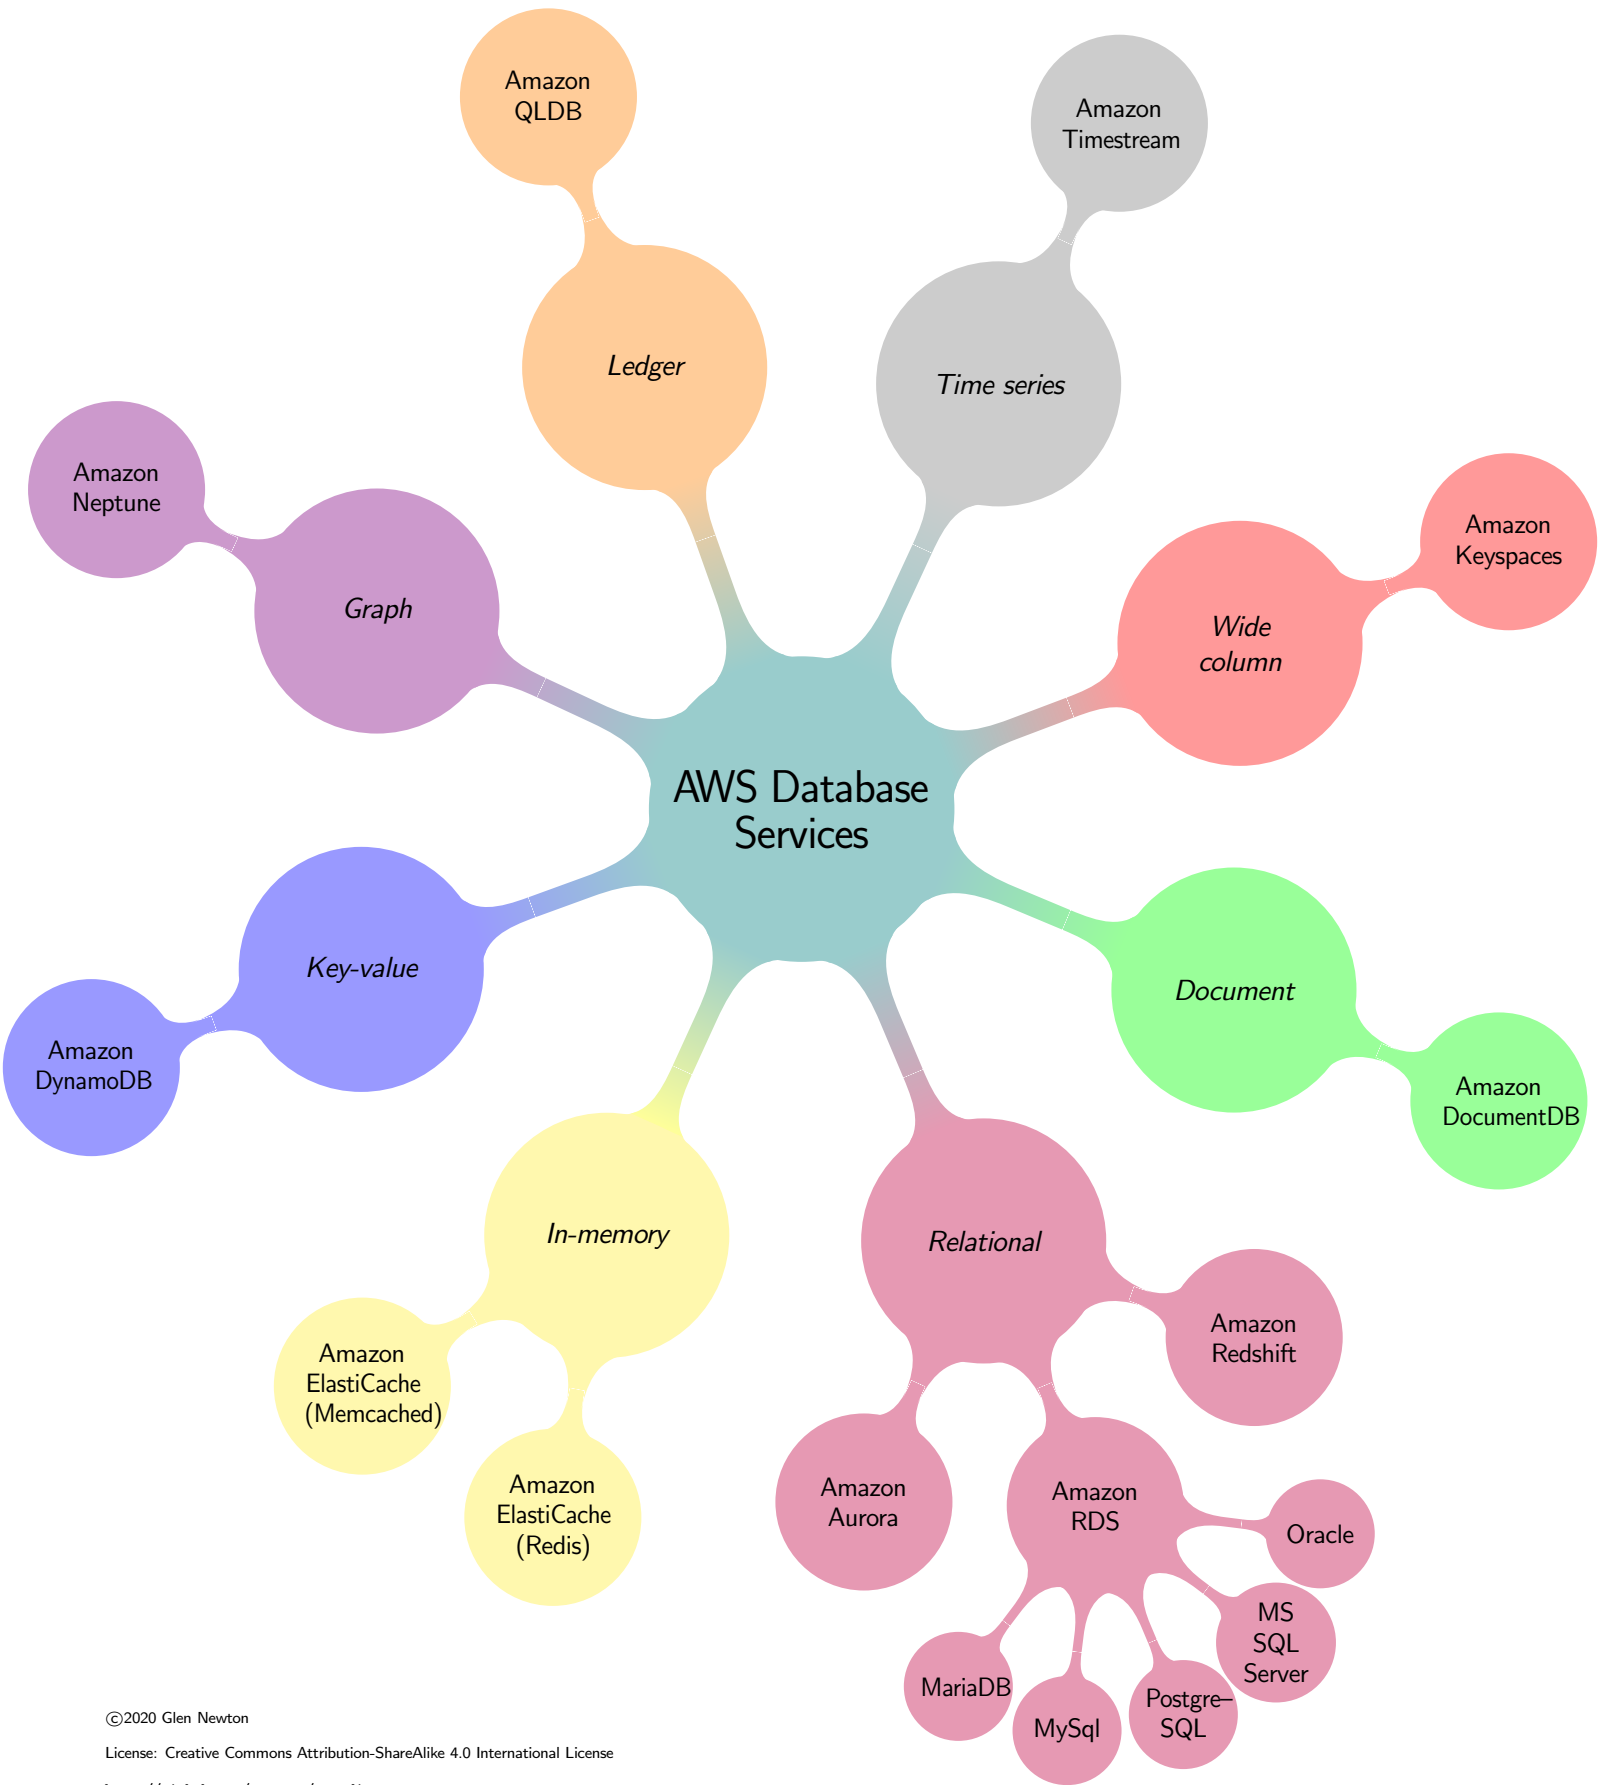 Amazon
QLDB
Amazon
Timestream
Ledger
Time series
Amazon
Neptune
Amazon
Keyspaces
Graph
Wide
column
AWS Database
Services
Key-value
Document
Amazon
DynamoDB
Amazon
DocumentDB
In-memory
Relational
Amazon
Redshift
Amazon
ElastiCache
(Memcached)
Amazon
ElastiCache
(Redis)
Amazon
Aurora
Amazon
RDS
Oracle
MS
SQL
Server
MariaDB
MySql
Postgre–
SQL
©2020 Glen Newton
License: Creative Commons Attribution-ShareAlike 4.0 International License